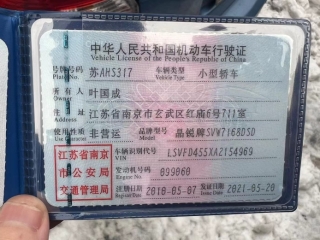 中华人民共和国机动车行驶证
Vehicle License of the People's Republic of China
号牌号码 苏AH5317 车辆类型 小型轿车
Plate No. Vehicle Type
所有人 叶国成
Owner
住址 江苏省南京市玄武区红庙6号711室
Address
使用性质 非营运 品牌型号 晶锐牌SVW7168DSD
Use Character Model
江苏省南京市公安局交通管理局
车辆识别代号 LSVFD45SXA2154969
VIN
发动机号码 099060
Engine No.
注册日期 2010-05-07 发证日期 2021-05-20
Register Date Issue Date